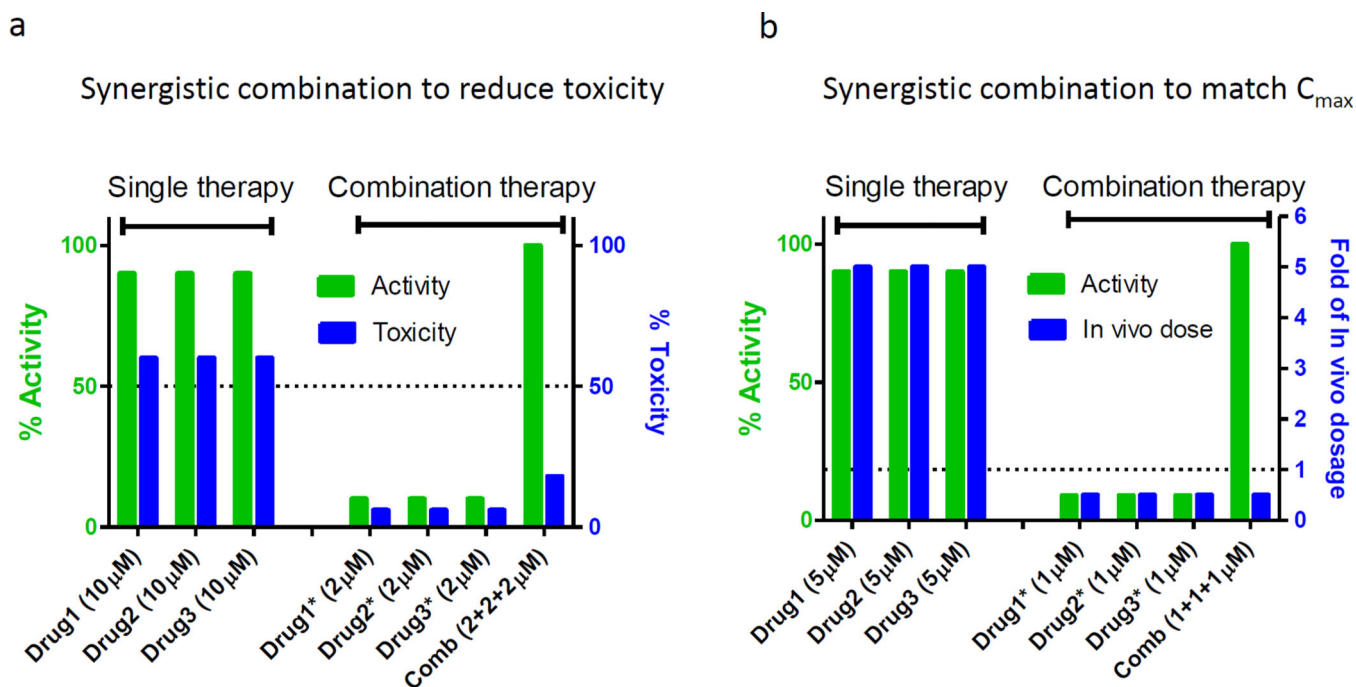 a
Synergistic combination to reduce toxicity
Single therapy
Combination therapy
100
50
0
% Activity
Activity
Toxicity
100
50
0
% Toxicity
Drug1 (10μM)
Drug2 (10μM)
Drug3 (10μM)
Drug1* (2μM)
Drug2* (2μM)
Drug3* (2μM)
Comb (2+2+2μM)
b
Synergistic combination to match Cmax
Single therapy
Combination therapy
100
50
0
% Activity
Activity
In vivo dose
6
5
4
3
2
1
0
Fold of In vivo dosage
Drug1 (5μM)
Drug2 (5μM)
Drug3 (5μM)
Drug1* (1μM)
Drug2* (1μM)
Drug3* (1μM)
Comb (1+1+1μM)